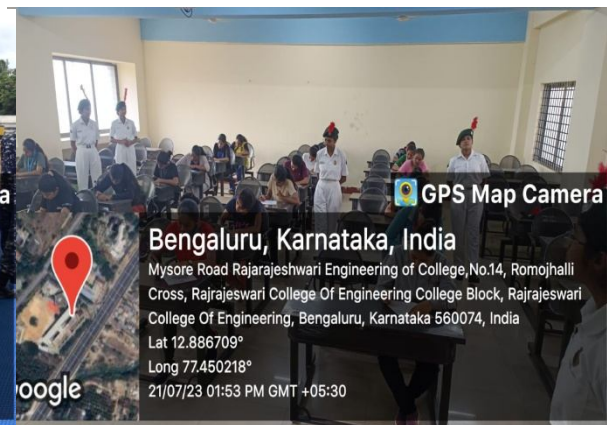 a
GPS Map Camera
Bengaluru, Karnataka, India
Mysore Road Rajarajeshwari Engineering of College,No.14, Romojhalli
Cross, Rajrajeswari College Of Engineering College Block, Rajrajeswari
College Of Engineering, Bengaluru, Karnataka 560074, India
Lat 12.886709°
Long 77.450218°
21/07/23 01:53 PM GMT +05:30
oogle